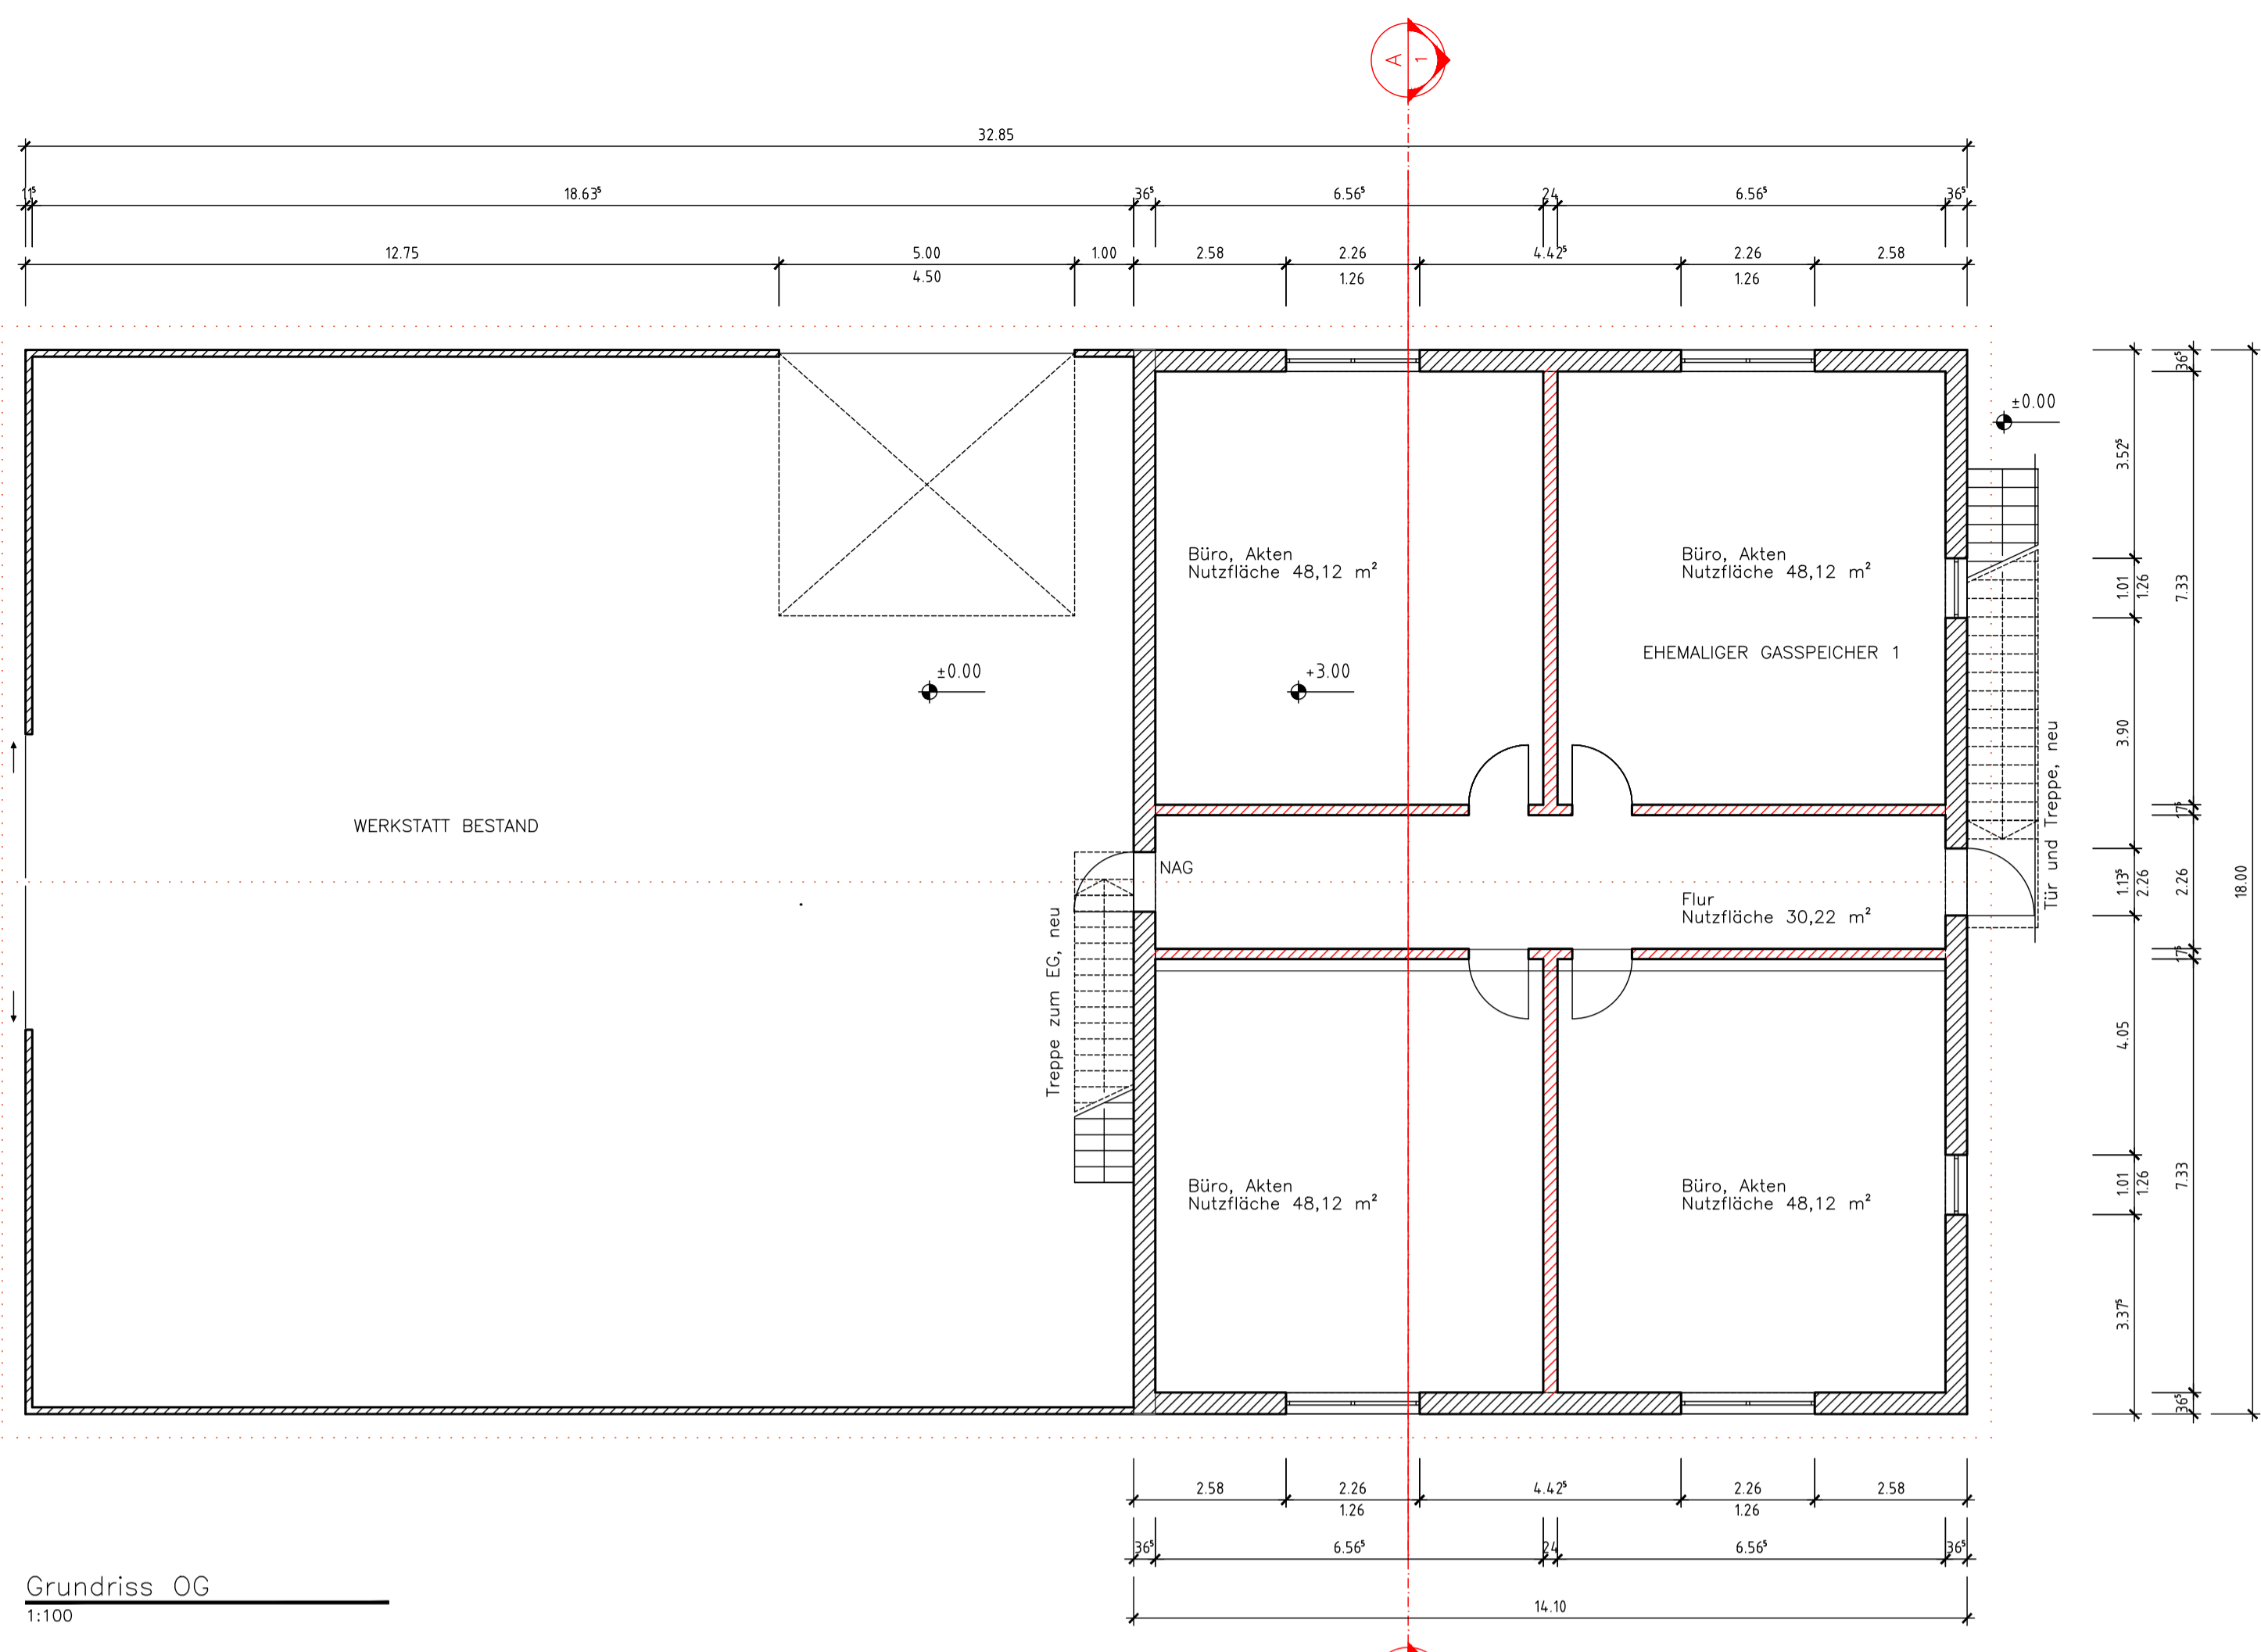 A
1
32.85
11⁵ 18.63⁵ 36⁵ 6.56⁵ 24 6.56⁵ 36⁵
12.75 5.00 1.00 2.58 2.26 4.42⁵ 2.26 2.58
4.50 1.26 1.26
±0.00
Büro, Akten
Nutzfläche 48,12 m²
Büro, Akten
Nutzfläche 48,12 m²
EHEMALIGER GASSPEICHER 1
±0.00
+3.00
WERKSTATT BESTAND
NAG
Flur
Nutzfläche 30,22 m²
Treppe zum EG, neu
Tür und Treppe, neu
Büro, Akten
Nutzfläche 48,12 m²
Büro, Akten
Nutzfläche 48,12 m²
3.52⁵
1.01
1.26
3.90
1.13⁵
2.26
4.05
1.01
1.26
3.37⁵
36⁵
7.33
17⁵
2.26
17⁵
7.33
36⁵
18.00
2.58 2.26 4.42⁵ 2.26 2.58
1.26 1.26
36⁵ 6.56⁵ 24 6.56⁵ 36⁵
14.10
Grundriss OG
1:100